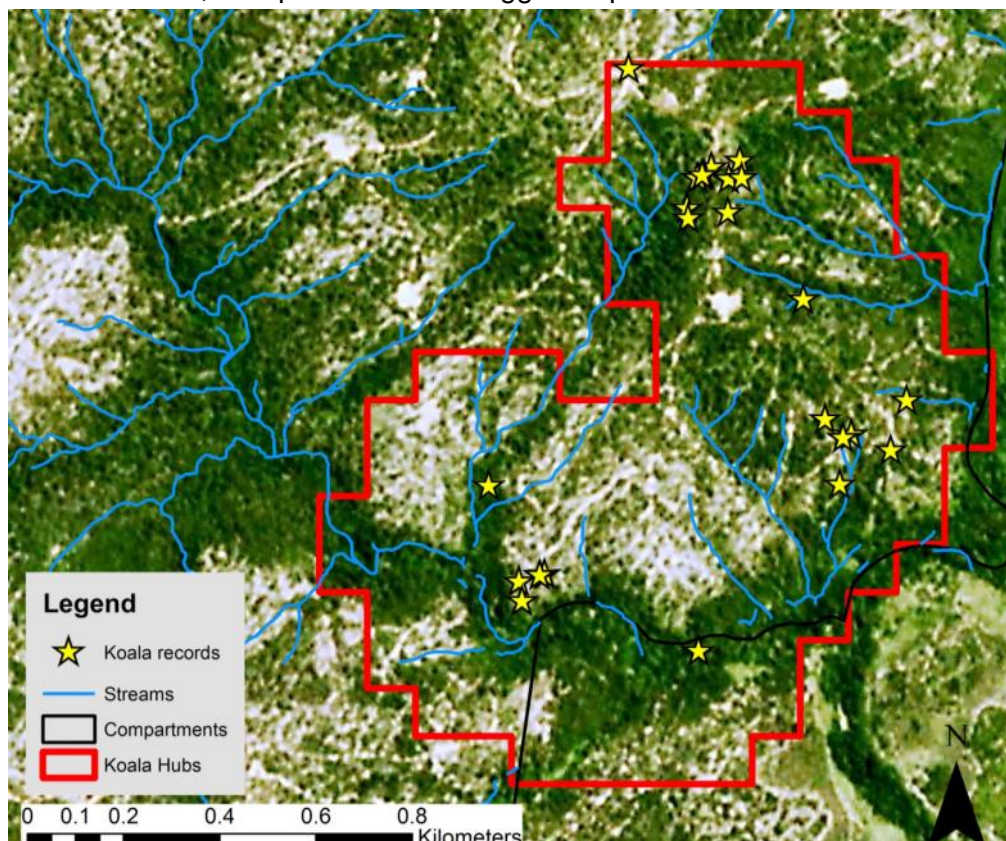 Legend
Koala records
Streams
Compartments
Koala Hubs
N
0 0.1 0.2 0.4 0.6 0.8
Kilometers